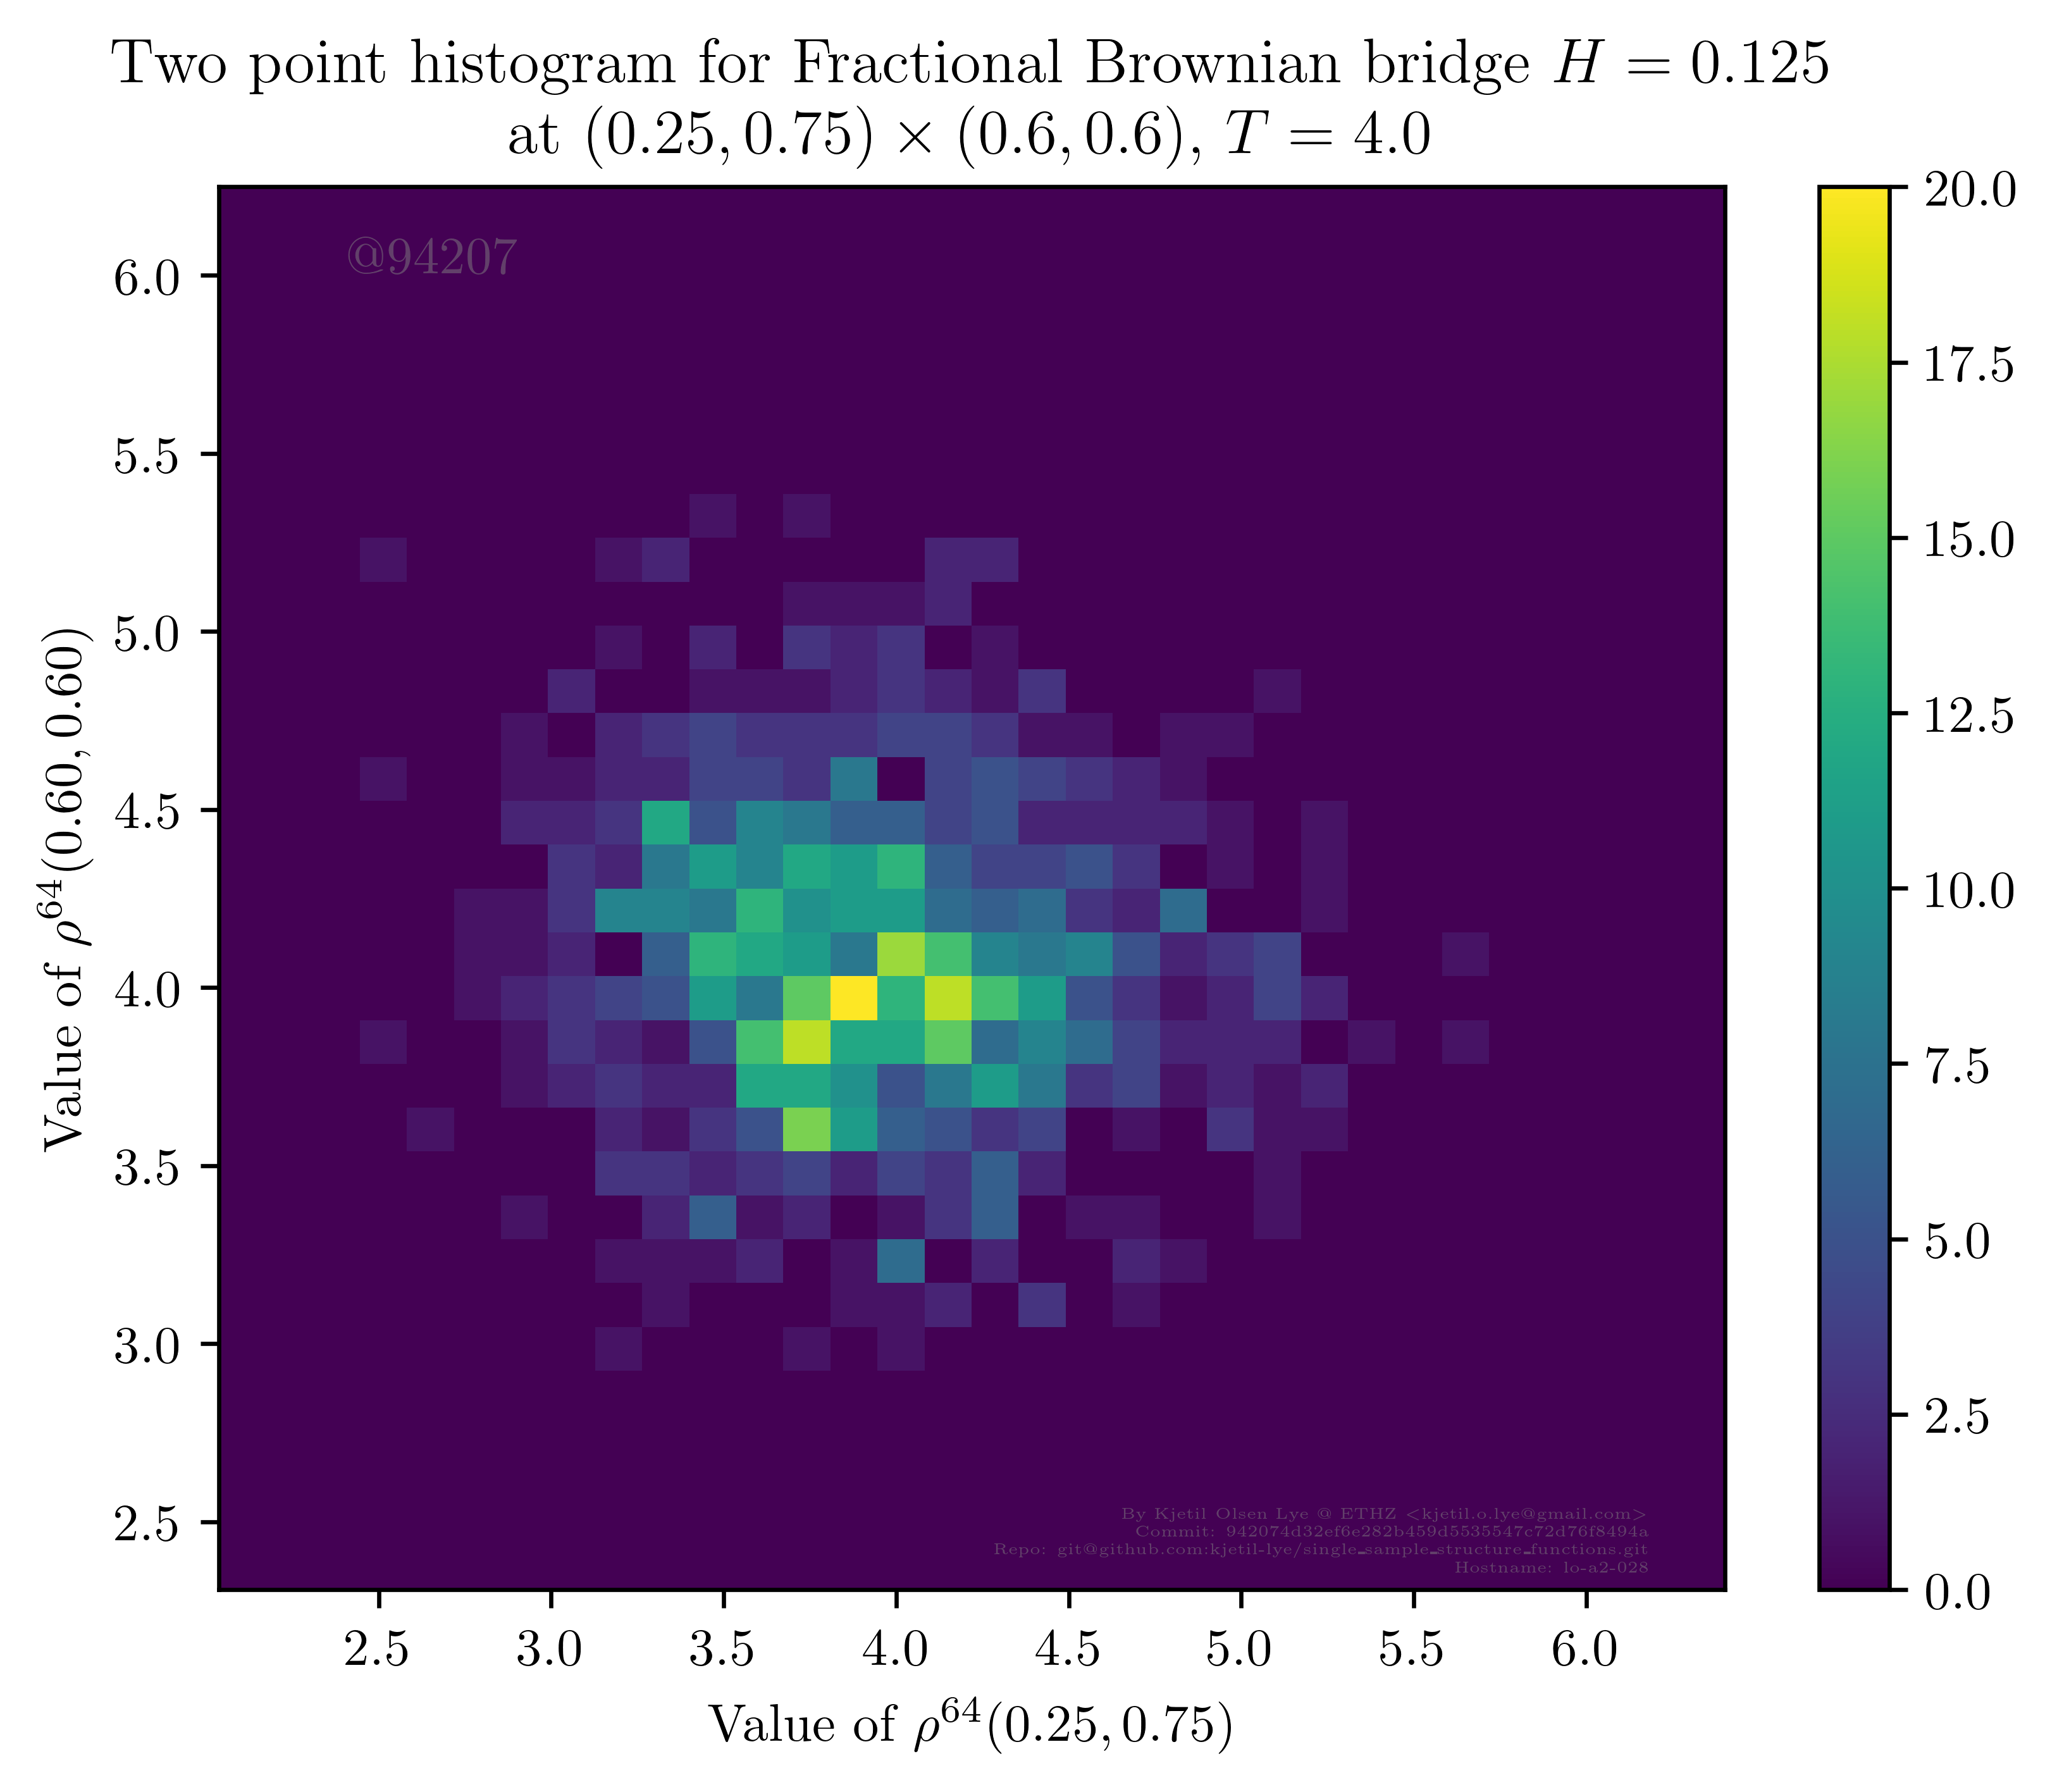 Two point histogram for Fractional Brownian bridge H = 0.125
at (0.25, 0.75) × (0.6, 0.6), T = 4.0
@94207
20.0
17.5
15.0
12.5
10.0
7.5
5.0
2.5
0.0
Value of ρ^64(0.60, 0.60)
6.0
5.5
5.0
4.5
4.0
3.5
3.0
2.5
By Kjetil Olsen Lye @ ETHZ <kjetil.o.lye@gmail.com>
Commit: 942074d32ef6e282b459d5535547c72d76f8494a
Repo: git@github.com:kjetil-lye/single_sample_structure_functions.git
Hostname: lo-a2-028
2.5 3.0 3.5 4.0 4.5 5.0 5.5 6.0
Value of ρ^64(0.25, 0.75)